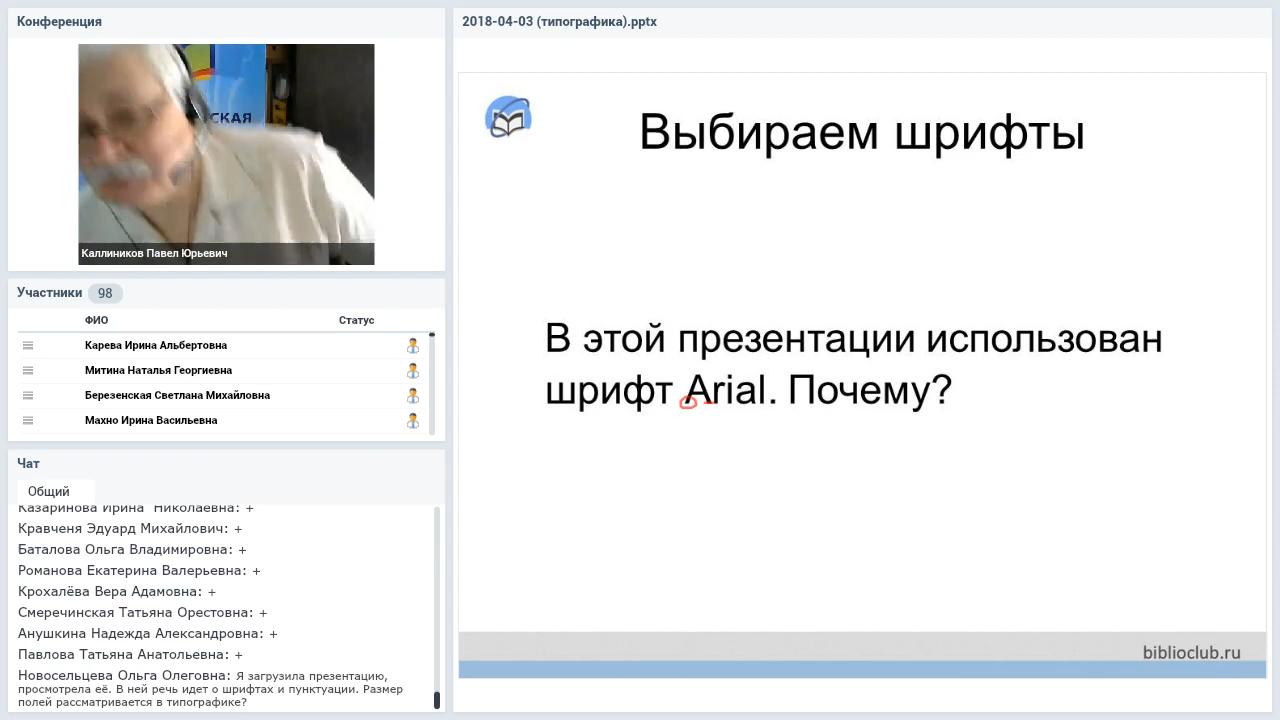 Конференция
СКАЯ
Каллиников Павел Юрьевич
Участники 98
ФИО Статус
Карева Ирина Альбертовна
Митина Наталья Георгиевна
Березенская Светлана Михайловна
Махно Ирина Васильевна
Чат
Общий
Казаринова Ирина Николаевна: +
Кравченя Эдуард Михайлович: +
Баталова Ольга Владимировна: +
Романова Екатерина Валерьевна: +
Крохалёва Вера Адамовна: +
Смеречинская Татьяна Орестовна: +
Анушкина Надежда Александровна: +
Павлова Татьяна Анатольевна: +
Новосельцева Ольга Олеговна: Я загрузила презентацию,
просмотрела её. В ней речь идет о шрифтах и пунктуации. Размер
полей рассматривается в типографике?
2018-04-03 (типографика).pptx
Выбираем шрифты
В этой презентации использован
шрифт Arial. Почему?
biblioclub.ru